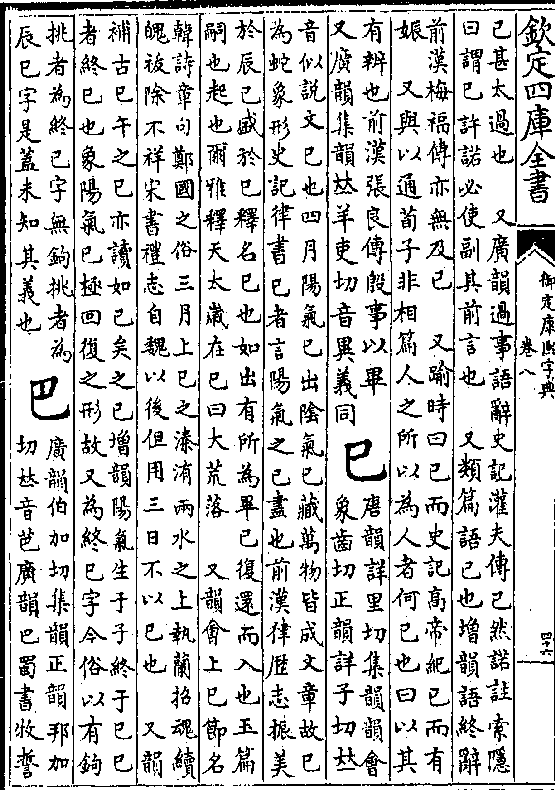 欽定四庫全書
御定康熙字典
卷八
四六
已甚太過也　又廣韻過事語辭史記灌夫傳已然諾註索隱
曰謂已許諾必使副其前言也　又類篇語已也增韻語終辭
前漢梅福傳亦無及已　又踰時曰已而史記高帝紀已而有
娠　又與以通荀子非相篇人之所以為人者何已也曰以其
有辨也前漢張良傳殷事以畢
又廣韻集韻𠀤羊吏切音異義同
巳
唐韻詳里切集韻韻會
象齒切正韻詳子切𠀤
音似說文巳也四月陽氣巳出陰氣巳藏萬物皆成文章故巳
為蛇象形史記律書巳者言陽氣之巳盡也前漢律歷志振美
於辰巳盛於巳釋名巳也如出有所為畢巳復還而入也玉篇
嗣也起也爾雅釋天太歲在巳曰大荒落　又韻會上巳節名
韓詩章句鄭國之俗三月上巳之溱洧兩水之上執蘭招魂續
魄祓除不祥宋書禮志自魏以後但用三日不以巳也　又韻
補古巳午之巳亦讀如已矣之已增韻陽氣生于子終于巳巳
者終巳也象陽氣巳極回復之形故又為終巳字今俗以有鉤
挑者為終已字無鉤挑者為
辰巳字是蓋未知其義也
巴
廣韻伯加切集韻正韻邦加
切𠀤音芭廣韻巴蜀書牧誓